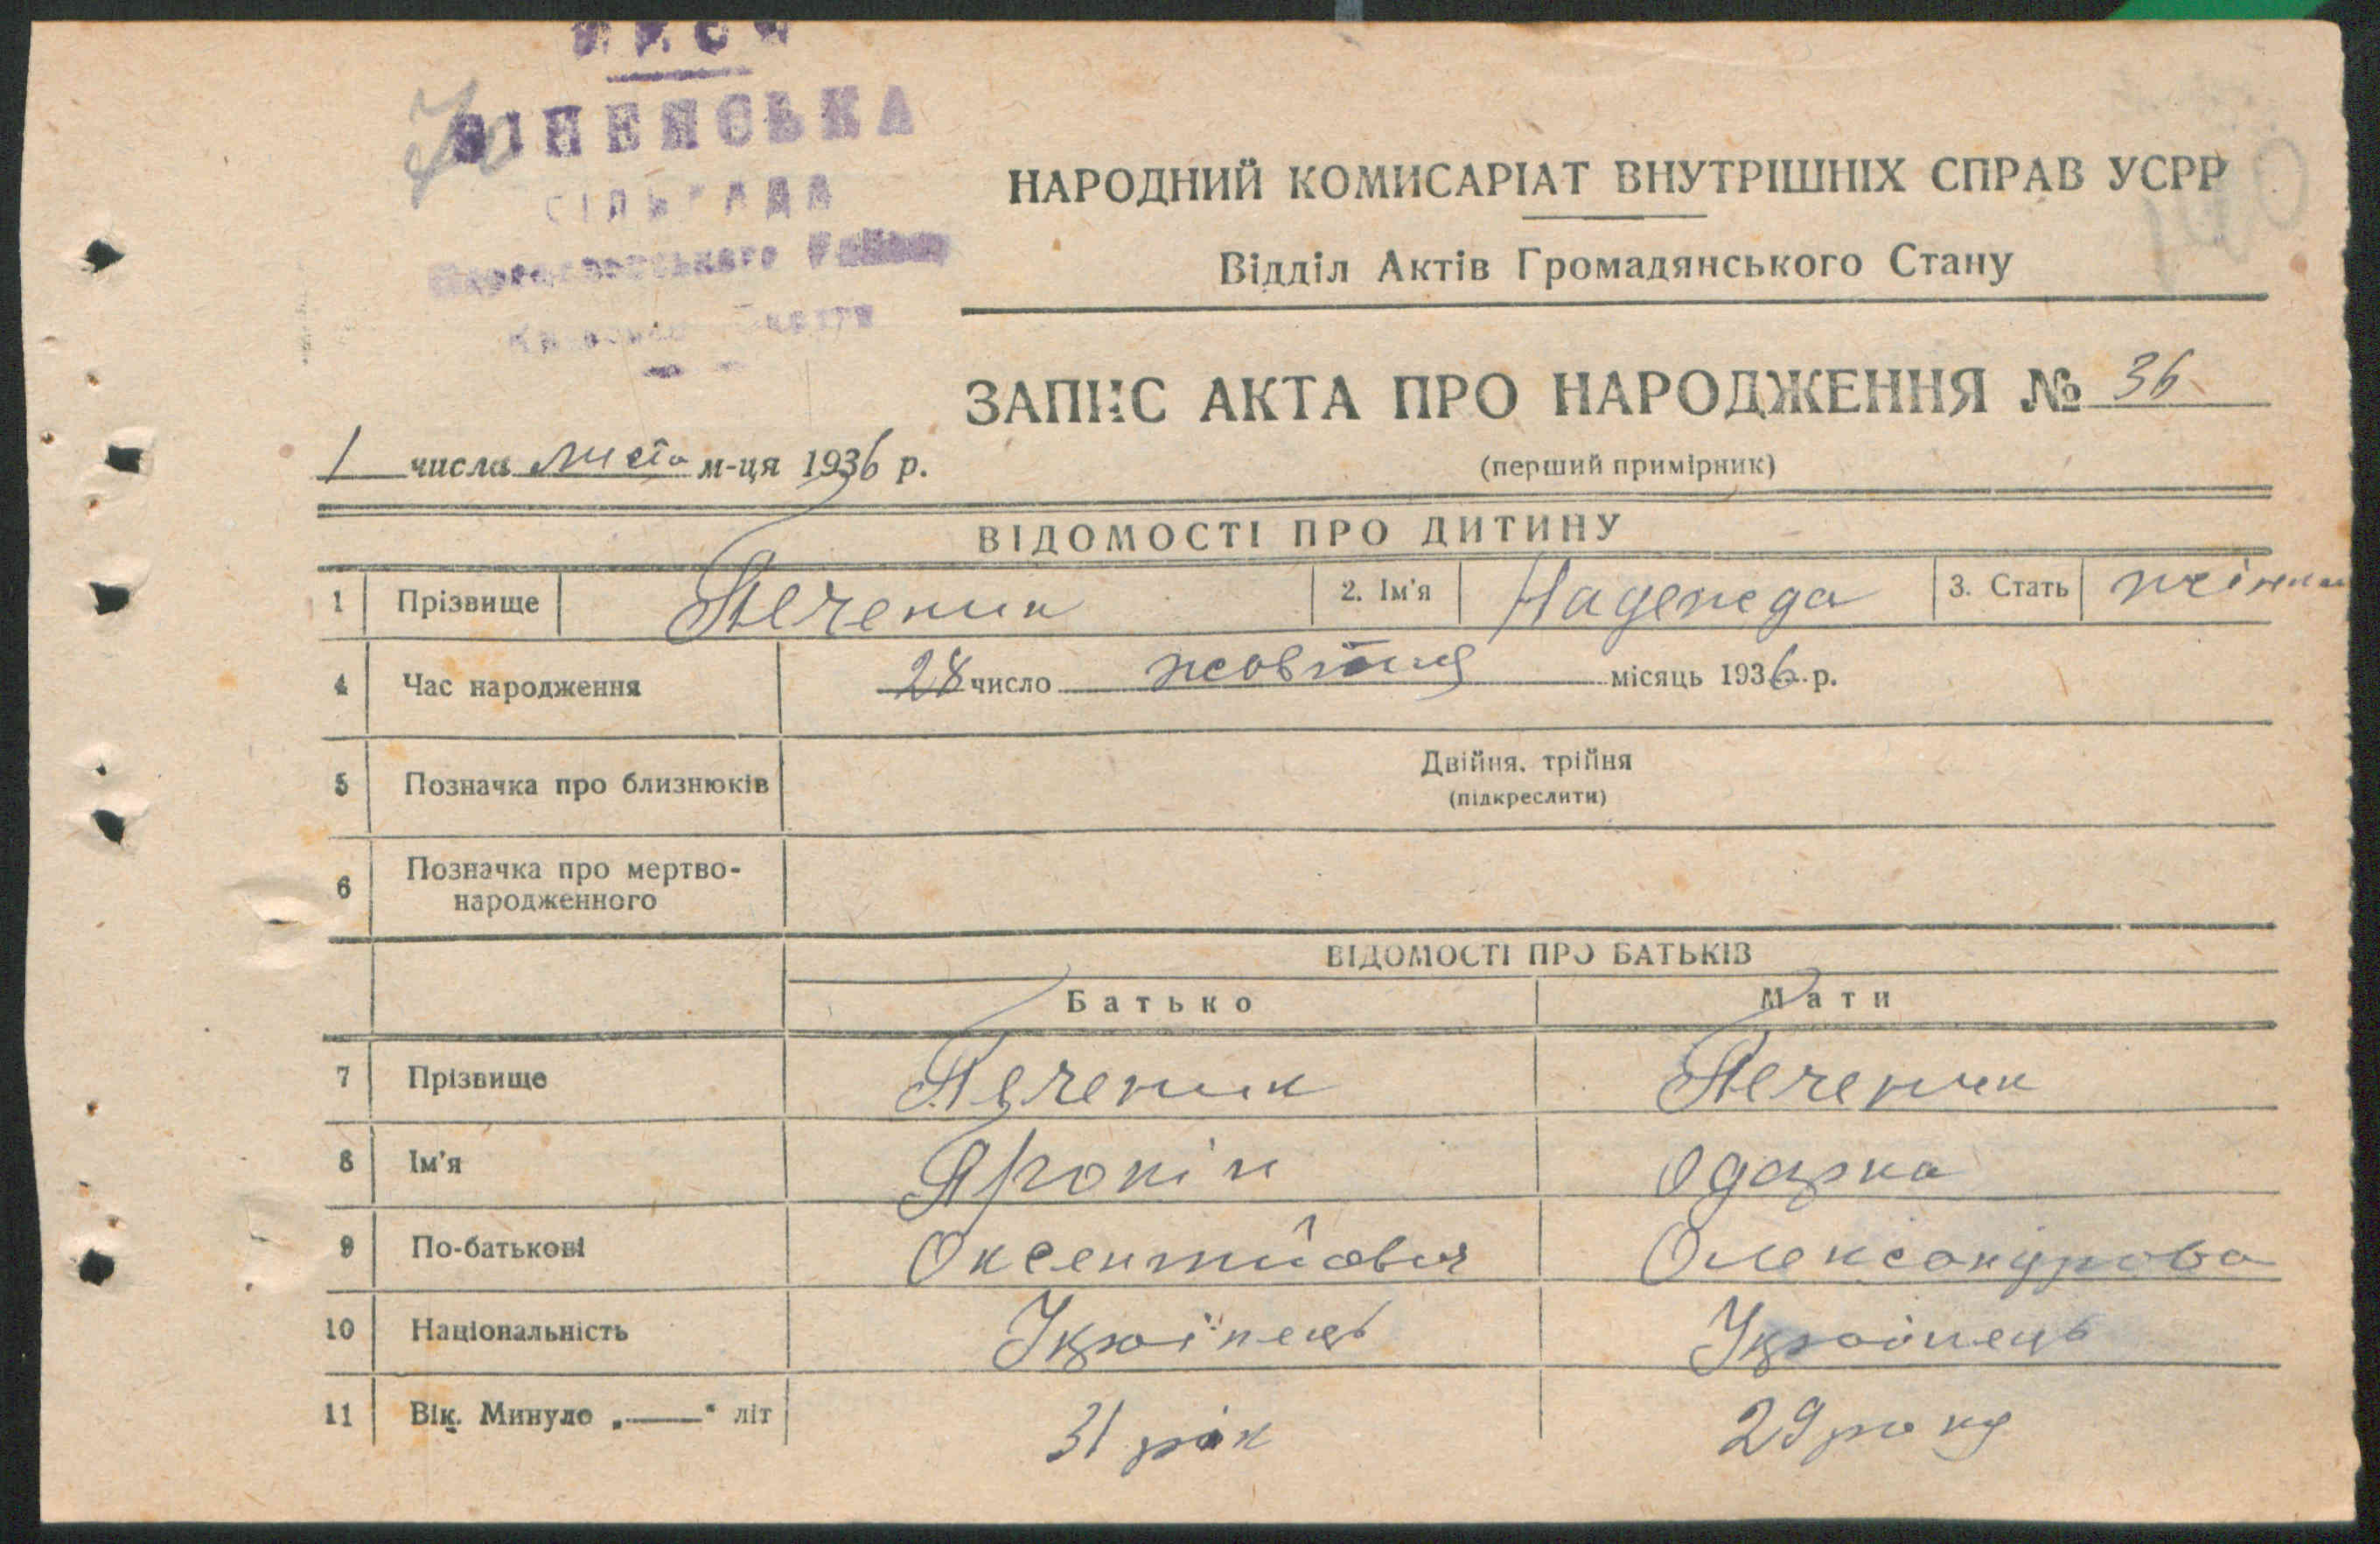 СІЛЬРАДА
НАРОДНИЙ КОМИСАРІАТ ВНУТРІШНІХ СПРАВ УСРР
Відділ Актів Громадянського Стану
ЗАПИС АКТА ПРО НАРОДЖЕННЯ № 36
1 числа листо м-ця 1936 р.
(перший примірник)
ВІДОМОСТІ ПРО ДИТИНУ
1 Прізвище Печеник 2. Ім'я Надежда 3. Стать жіноча
4 Час народження 28 число жовтня місяць 1936 р.
5 Позначка про близнюків Двійня, трійня
(підкреслити)
6 Позначка про мертво-
народженного
ВІДОМОСТІ ПРО БАТЬКІВ
Батько Мати
7 Прізвище Печеник Печеник
8 Ім'я Прокіп Одарка
9 По-батькові Оксентийович Олександрова
10 Національність Українець Українець
11 Вік. Минуло „——" літ 31 рік 29 року